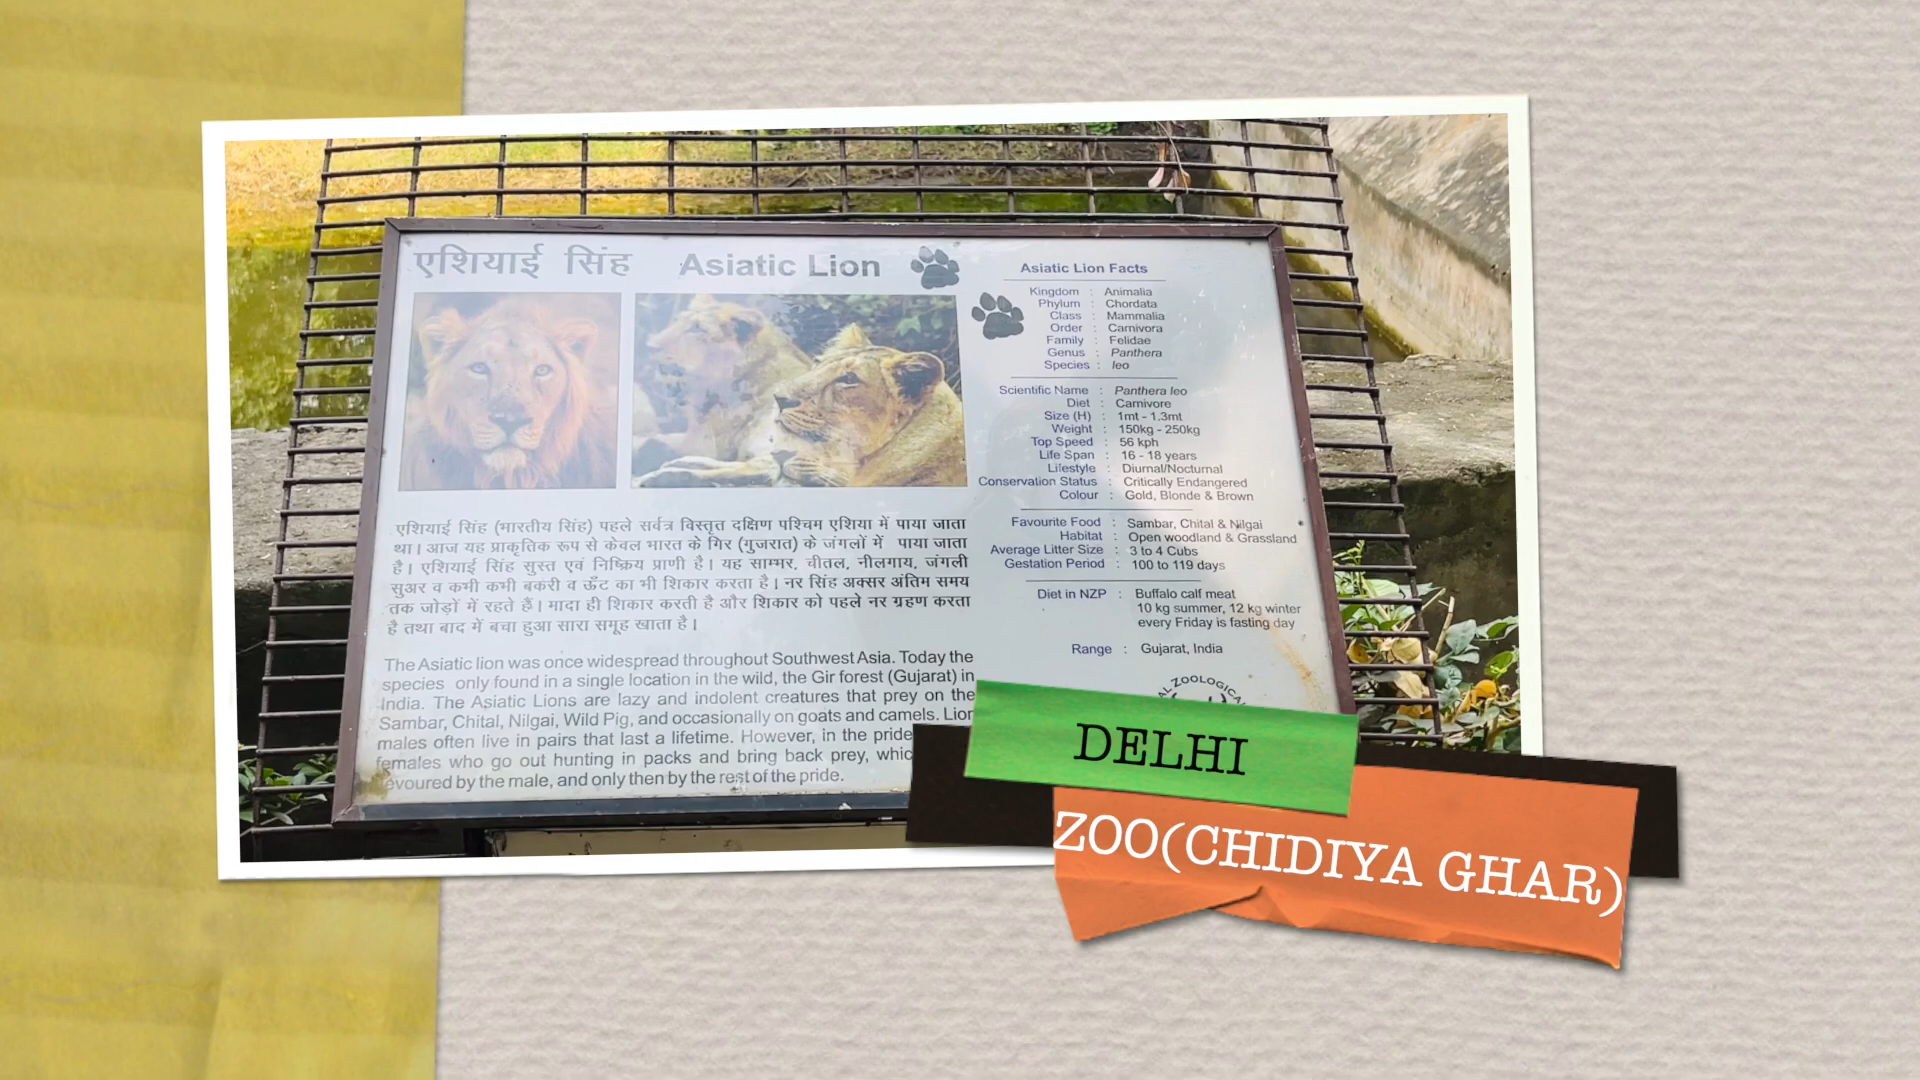 एशियाई सिंह Asiatic Lion
एशियाई सिंह (भारतीय सिंह) पहले सर्वत्र विस्तृत दक्षिण पश्चिम एशिया में पाया जाता
था। आज यह प्राकृतिक रूप से केवल भारत के गिर (गुजरात) के जंगलों में पाया जाता
है। एशियाई सिंह सुस्त एवं निष्क्रिय प्राणी है। यह साम्भर, चीतल, नीलगाय, जंगली
सुअर व कभी कभी बकरी व ऊँट का भी शिकार करता है। नर सिंह अक्सर अंतिम समय
तक जोड़ों में रहते हैं। मादा ही शिकार करती है और शिकार को पहले नर ग्रहण करता
है तथा बाद में बचा हुआ सारा समूह खाता है।
The Asiatic lion was once widespread throughout Southwest Asia. Today the
species only found in a single location in the wild, the Gir forest (Gujarat) in
India. The Asiatic Lions are lazy and indolent creatures that prey on the
Sambar, Chital, Nilgai, Wild Pig, and occasionally on goats and camels. Lion
males often live in pairs that last a lifetime. However, in the pride
females who go out hunting in packs and bring back prey, whic
evoured by the male, and only then by the rest of the pride.
Asiatic Lion Facts
Kingdom : Animalia
Phylum : Chordata
Class : Mammalia
Order : Carnivora
Family : Felidae
Genus : Panthera
Species : leo
Scientific Name : Panthera leo
Diet : Carnivore
Size (H) : 1mt - 1.3mt
Weight : 150kg - 250kg
Top Speed : 56 kph
Life Span : 16 - 18 years
Lifestyle : Diurnal/Nocturnal
Conservation Status : Critically Endangered
Colour : Gold, Blonde & Brown
Favourite Food : Sambar, Chital & Nilgai
Habitat : Open woodland & Grassland
Average Litter Size : 3 to 4 Cubs
Gestation Period : 100 to 119 days
Diet in NZP : Buffalo calf meat
10 kg summer, 12 kg winter
every Friday is fasting day
Range : Gujarat, India
AL ZOOLOGICA
DELHI
ZOO(CHIDIYA GHAR)